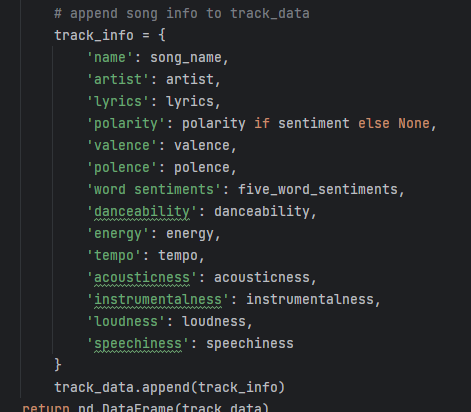 # append song info to track_data
track_info = {
'name': song_name,
'artist': artist,
'lyrics': lyrics,
'polarity': polarity if sentiment else None,
'valence': valence,
'polence': polence,
'word sentiments': five_word_sentiments,
'danceability': danceability,
'energy': energy,
'tempo': tempo,
'acousticness': acousticness,
'instrumentalness': instrumentalness,
'loudness': loudness,
'speechiness': speechiness
}
track_data.append(track_info)
return pd.DataFrame(track_data)